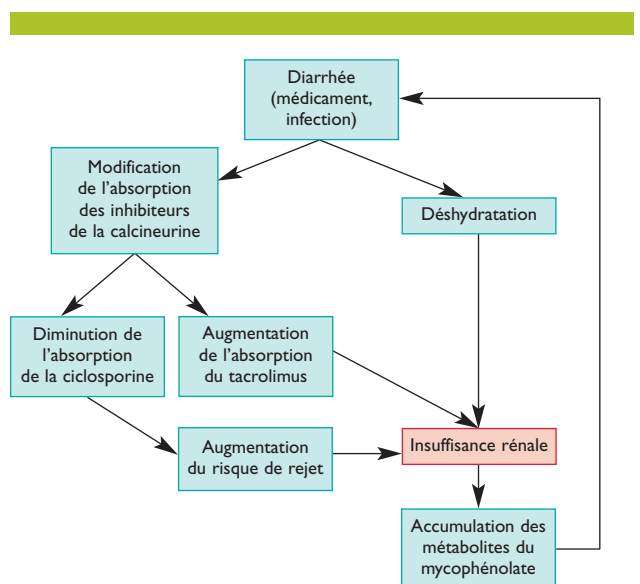 Diarrhée
(médicament,
infection)
Modification
de l'absorption
des inhibiteurs
de la calcineurine
Déshydratation
Diminution de
l'absorption
de la ciclosporine
Augmentation
de l'absorption
du tacrolimus
Augmentation
du risque de rejet
Insuffisance rénale
Accumulation des
métabolites du
mycophénolate